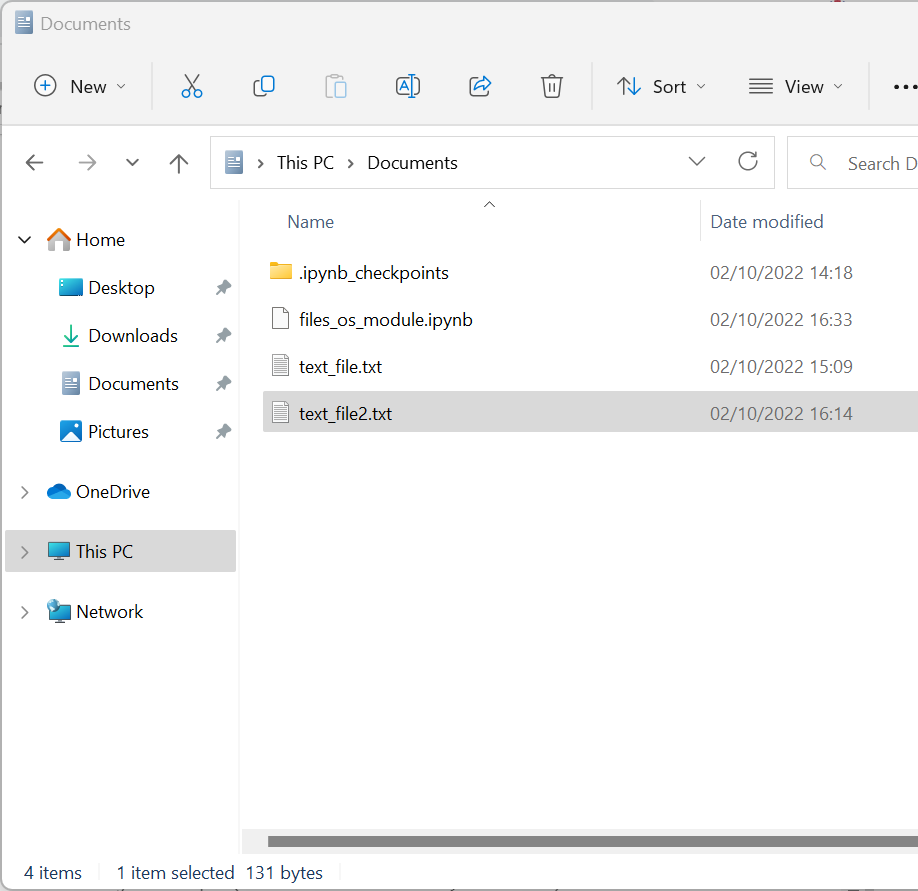 Documents
New Sort View
This PC Documents Search D
Name Date modified
Home
Desktop
Downloads
Documents
Pictures
OneDrive
This PC
Network
.ipynb_checkpoints 02/10/2022 14:18
files_os_module.ipynb 02/10/2022 16:33
text_file.txt 02/10/2022 15:09
text_file2.txt 02/10/2022 16:14
4 items 1 item selected 131 bytes